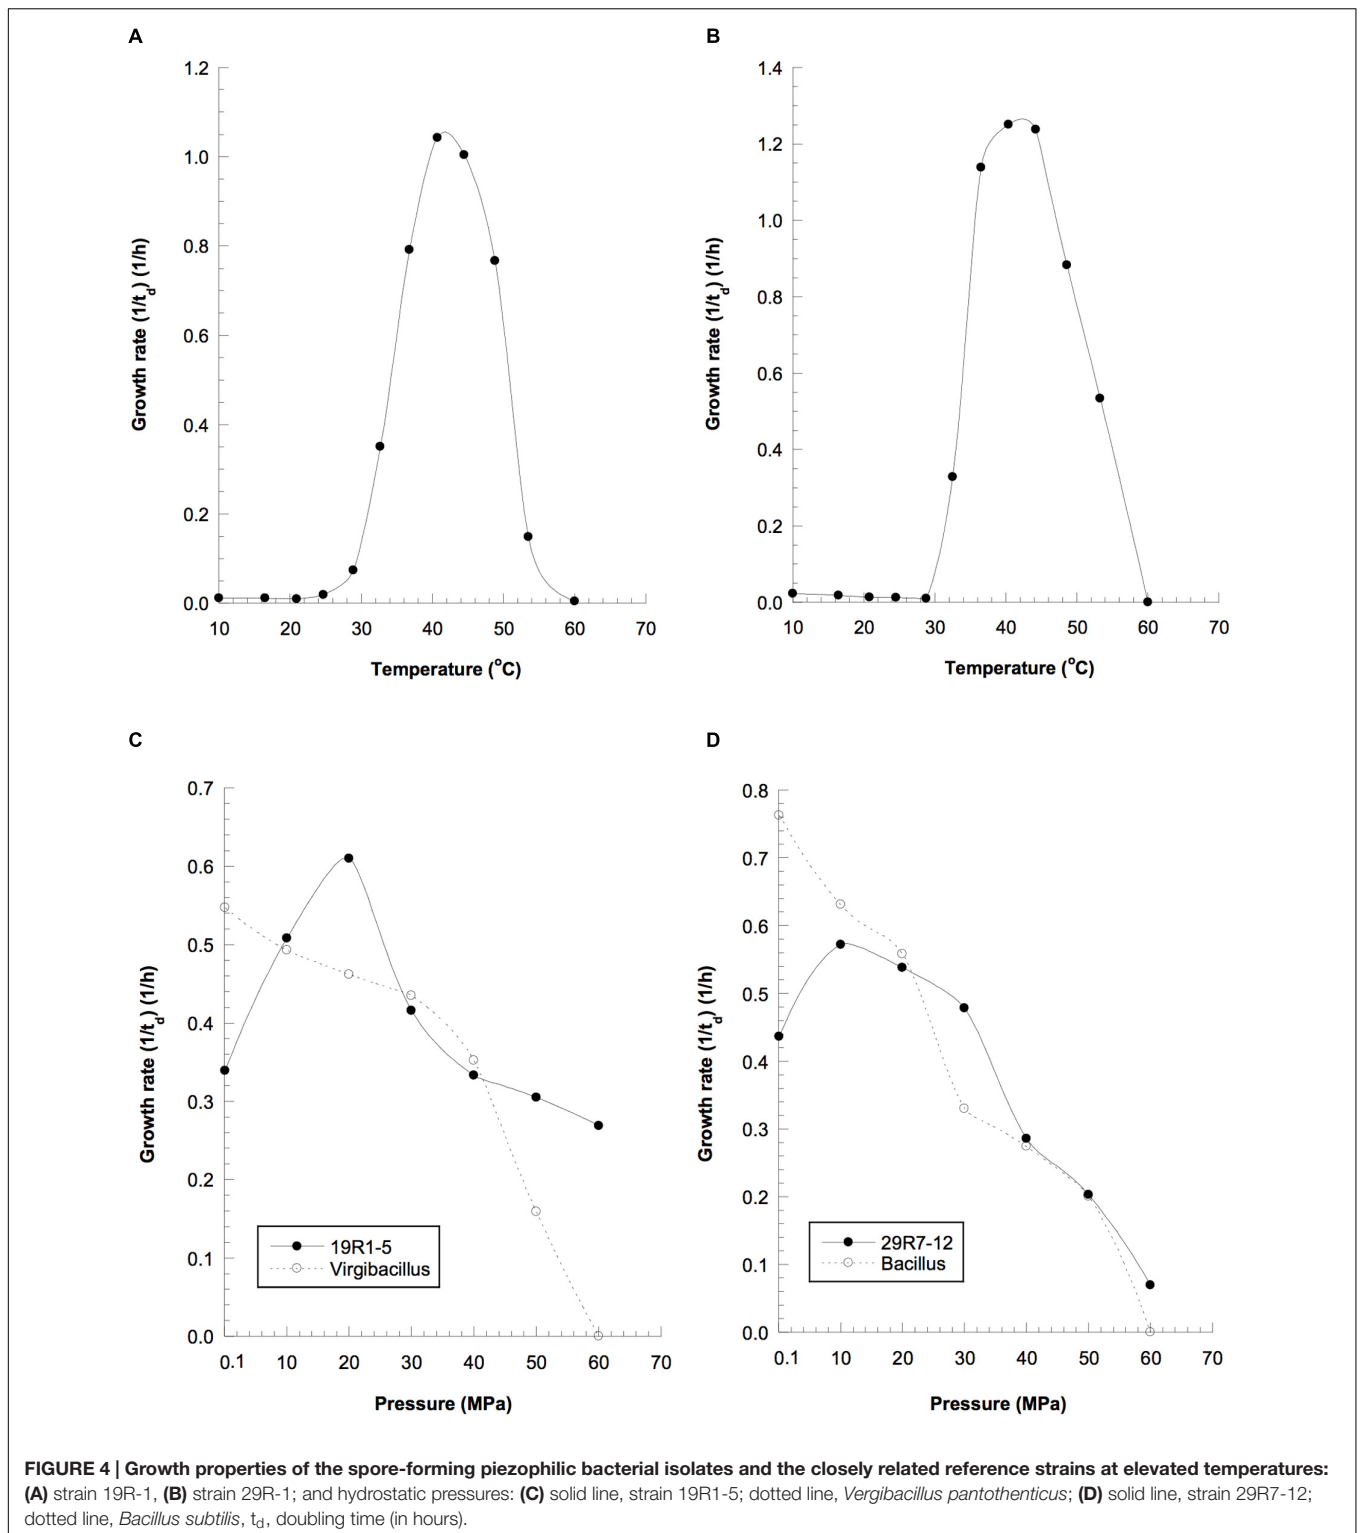 A
1.2
1.0
0.8
0.6
0.4
0.2
0.0
Growth rate (1/td) (1/h)
10 20 30 40 50 60 70
Temperature (oC)
B
1.4
1.2
1.0
0.8
0.6
0.4
0.2
0.0
Growth rate (1/td) (1/h)
10 20 30 40 50 60 70
Temperature (oC)
C
0.7
0.6
0.5
0.4
0.3
0.2
0.1
0.0
Growth rate (1/td) (1/h)
19R1-5
Virgibacillus
0.1 10 20 30 40 50 60 70
Pressure (MPa)
D
0.8
0.7
0.6
0.5
0.4
0.3
0.2
0.1
0.0
Growth rate (1/td) (1/h)
29R7-12
Bacillus
0.1 10 20 30 40 50 60 70
Pressure (MPa)
FIGURE 4 | Growth properties of the spore-forming piezophilic bacterial isolates and the closely related reference strains at elevated temperatures:
(A) strain 19R-1, (B) strain 29R-1; and hydrostatic pressures: (C) solid line, strain 19R1-5; dotted line, Vergibacillus pantothenticus; (D) solid line, strain 29R7-12;
dotted line, Bacillus subtilis, td, doubling time (in hours).